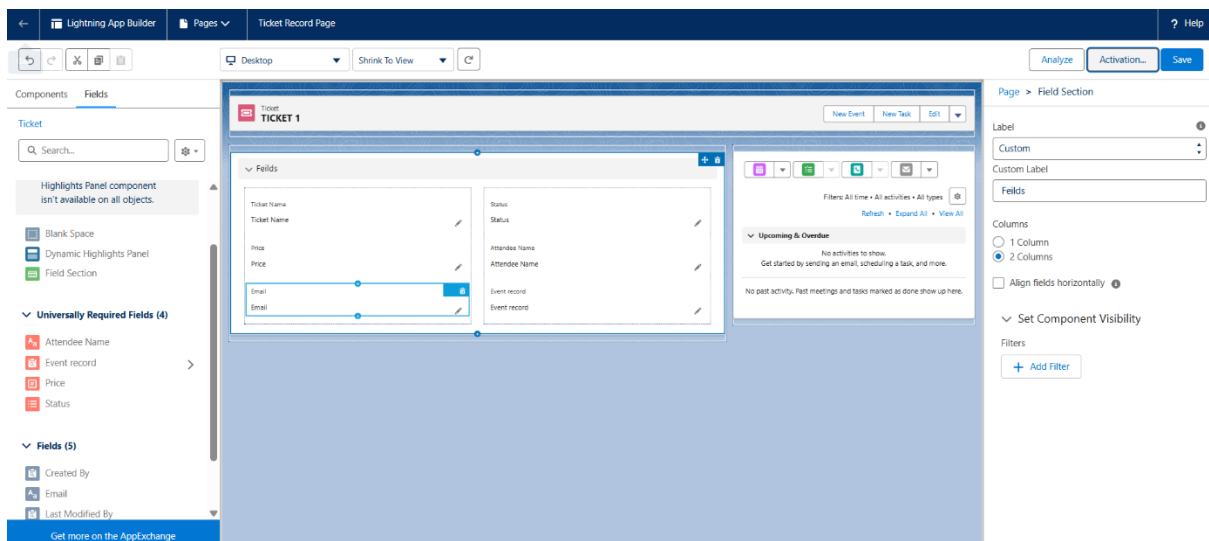 Lightning App Builder
Pages
Ticket Record Page
? Help
Desktop
Shrink To View
Analyze
Activation...
Save
Components
Fields
Ticket
Search...
Highlights Panel component
isn't available on all objects.
Blank Space
Dynamic Highlights Panel
Field Section
Universally Required Fields (4)
Attendee Name
Event record
Price
Status
Fields (5)
Created By
Email
Last Modified By
Get more on the AppExchange
Ticket
TICKET 1
New Event
New Task
Edit
Feilds
Ticket Name
Ticket Name
Status
Status
Price
Price
Attendee Name
Attendee Name
Email
Email
Event record
Event record
Filters: All time • All activities • All types
Refresh • Expand All • View All
Upcoming & Overdue
No activities to show.
Get started by sending an email, scheduling a task, and more.
No past activity. Past meetings and tasks marked as done show up here.
Page > Field Section
Label
Custom
Custom Label
Feilds
Columns
1 Column
2 Columns
Align fields horizontally
Set Component Visibility
Filters
+ Add Filter